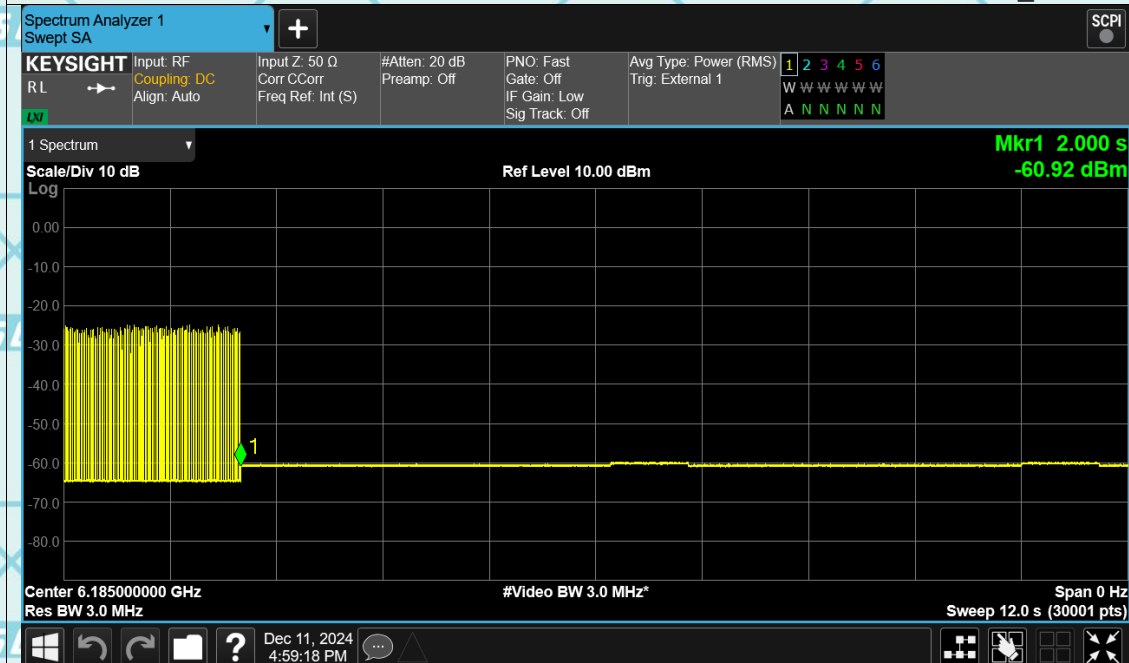 Spectrum Analyzer 1
Swept SA
+
SCPI
KEYSIGHT
RL
LXI
Input: RF
Coupling: DC
Align: Auto
Input Z: 50 Ω
Corr CCorr
Freq Ref: Int (S)
#Atten: 20 dB
Preamp: Off
PNO: Fast
Gate: Off
IF Gain: Low
Sig Track: Off
Avg Type: Power (RMS)
Trig: External 1
1 2 3 4 5 6
W W W W W W
A N N N N N
1 Spectrum
Mkr1 2.000 s
-60.92 dBm
Scale/Div 10 dB
Ref Level 10.00 dBm
Log
0.00
-10.0
-20.0
-30.0
-40.0
-50.0
1
-60.0
-70.0
-80.0
Center 6.185000000 GHz
#Video BW 3.0 MHz*
Span 0 Hz
Res BW 3.0 MHz
Sweep 12.0 s (30001 pts)
?
Dec 11, 2024
4:59:18 PM